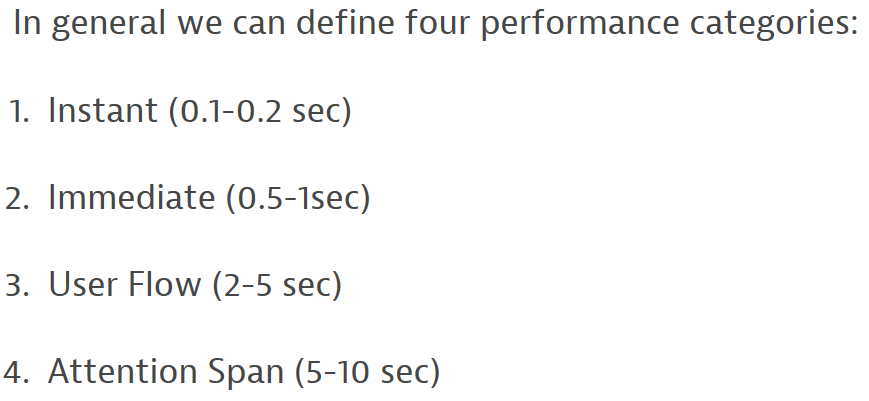 In general we can define four performance categories:
1. Instant (0.1-0.2 sec)
2. Immediate (0.5-1sec)
3. User Flow (2-5 sec)
4. Attention Span (5-10 sec)